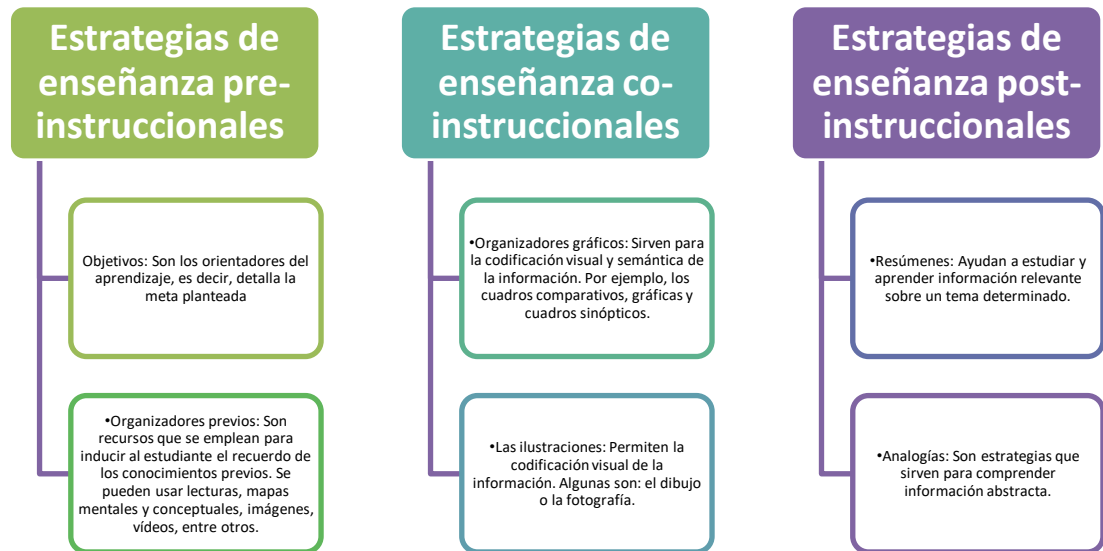 Estrategias de
enseñanza pre-
instruccionales
Objetivos: Son los orientadores del
aprendizaje, es decir, detalla la
meta planteada
•Organizadores previos: Son
recursos que se emplean para
inducir al estudiante el recuerdo de
los conocimientos previos. Se
pueden usar lecturas, mapas
mentales y conceptuales, imágenes,
vídeos, entre otros.
Estrategias de
enseñanza co-
instruccionales
•Organizadores gráficos: Sirven para
la codificación visual y semántica de
la información. Por ejemplo, los
cuadros comparativos, gráficas y
cuadros sinópticos.
•Las ilustraciones: Permiten la
codificación visual de la
información. Algunas son: el dibujo
o la fotografía.
Estrategias de
enseñanza post-
instruccionales
•Resúmenes: Ayudan a estudiar y
aprender información relevante
sobre un tema determinado.
•Analogías: Son estrategias que
sirven para comprender
información abstracta.